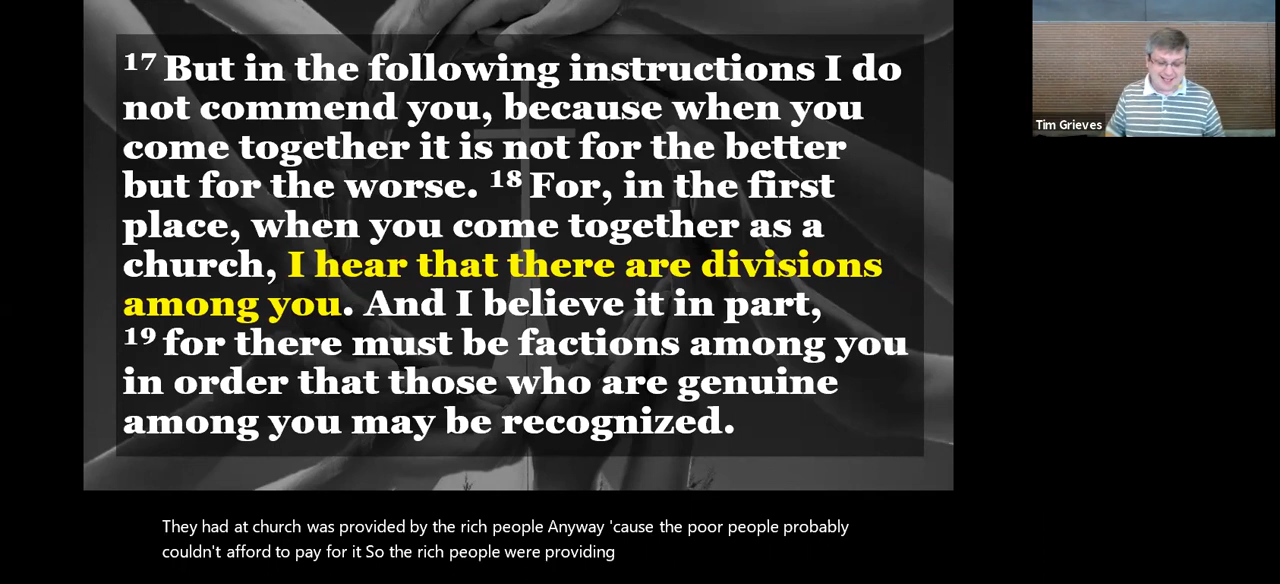 17 But in the following instructions I do
not commend you, because when you
come together it is not for the better
but for the worse. 18 For, in the first
place, when you come together as a
church, I hear that there are divisions
among you. And I believe it in part,
19 for there must be factions among you
in order that those who are genuine
among you may be recognized.
Tim Grieves
They had at church was provided by the rich people Anyway 'cause the poor people probably
couldn't afford to pay for it So the rich people were providing